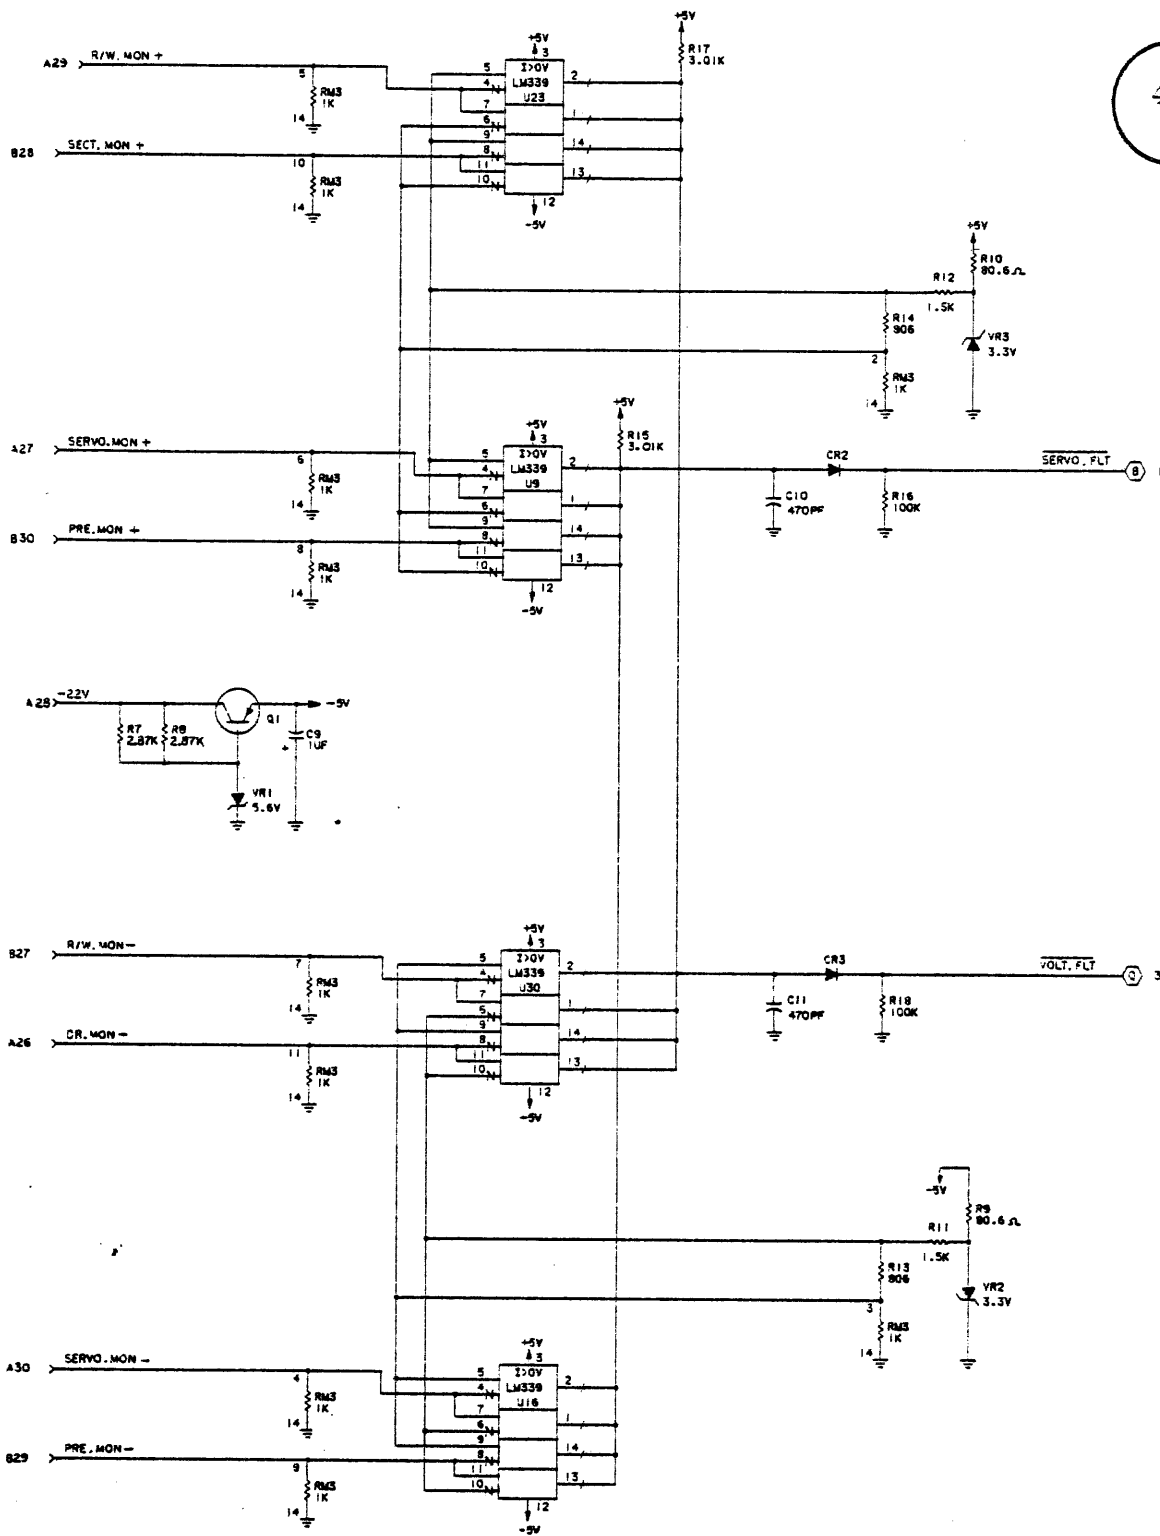 +5V
R17
3.01K
+5V
3
A29 R/W. MON +
5
RM3
1K
14
5
4
7
6
9
8
11
10
I>0V
LM339
U23
2
1
14
13
12
-5V
B28 SECT. MON +
10
RM3
1K
14
+5V
R10
80.6Ω
R12
1.5K
R14
806
2
RM3
1K
14
VR3
3.3V
+5V
R15
3.01K
+5V
3
A27 SERVO.MON +
6
RM3
1K
14
5
4
7
6
9
8
11
10
I>0V
LM339
U9
2
1
14
13
12
-5V
CR2
C10
470PF
R16
100K
SERVO. FLT
B
B30 PRE.MON +
8
RM3
1K
14
A28 -22V
R7
2.87K
R8
2.87K
Q1
-5V
+
C9
1UF
VR1
5.6V
+5V
3
B27 R/W. MON-
7
RM3
1K
14
5
4
7
6
9
8
11
10
I>0V
LM339
U30
2
1
14
13
12
-5V
CR3
C11
470PF
R18
100K
VOLT. FLT
3
A26 CR.MON-
11
RM3
1K
14
-5V
R9
80.6Ω
R11
1.5K
R13
806
3
RM3
1K
14
VR2
3.3V
+5V
3
A30 SERVO.MON -
4
RM3
1K
14
5
4
7
6
9
8
11
10
I>0V
LM339
U16
2
1
14
13
12
-5V
B29 PRE.MON-
9
RM3
1K
14